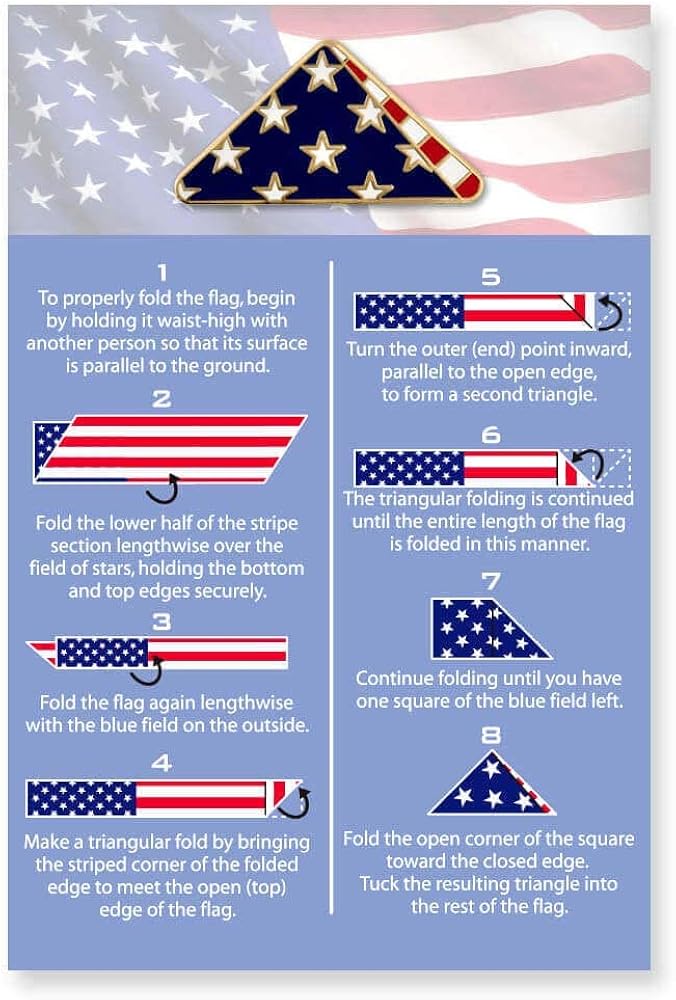 1
To properly fold the flag, begin
by holding it waist-high with
another person so that its surface
is parallel to the ground.
2
Fold the lower half of the stripe
section lengthwise over the
field of stars, holding the bottom
and top edges securely.
3
Fold the flag again lengthwise
with the blue field on the outside.
4
Make a triangular fold by bringing
the striped corner of the folded
edge to meet the open (top)
edge of the flag.
5
Turn the outer (end) point inward,
parallel to the open edge,
to form a second triangle.
6
The triangular folding is continued
until the entire length of the flag
is folded in this manner.
7
Continue folding until you have
one square of the blue field left.
8
Fold the open corner of the square
toward the closed edge.
Tuck the resulting triangle into
the rest of the flag.